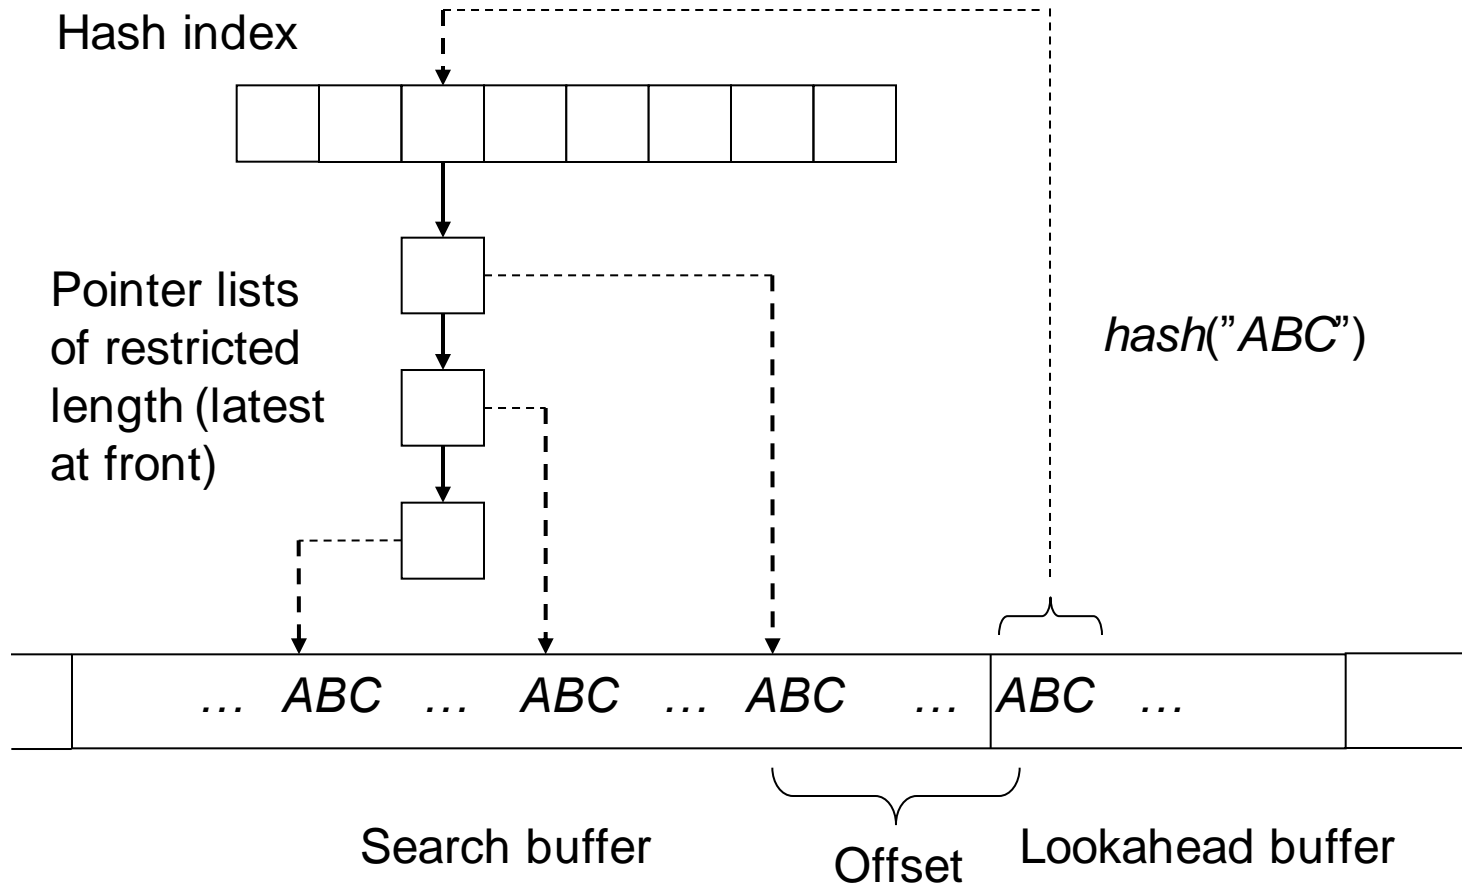 Hash index
Pointer lists
of restricted
length (latest
at front)
hash(”ABC”)
… ABC … ABC … ABC … ABC …
Search buffer
Offset
Lookahead buffer